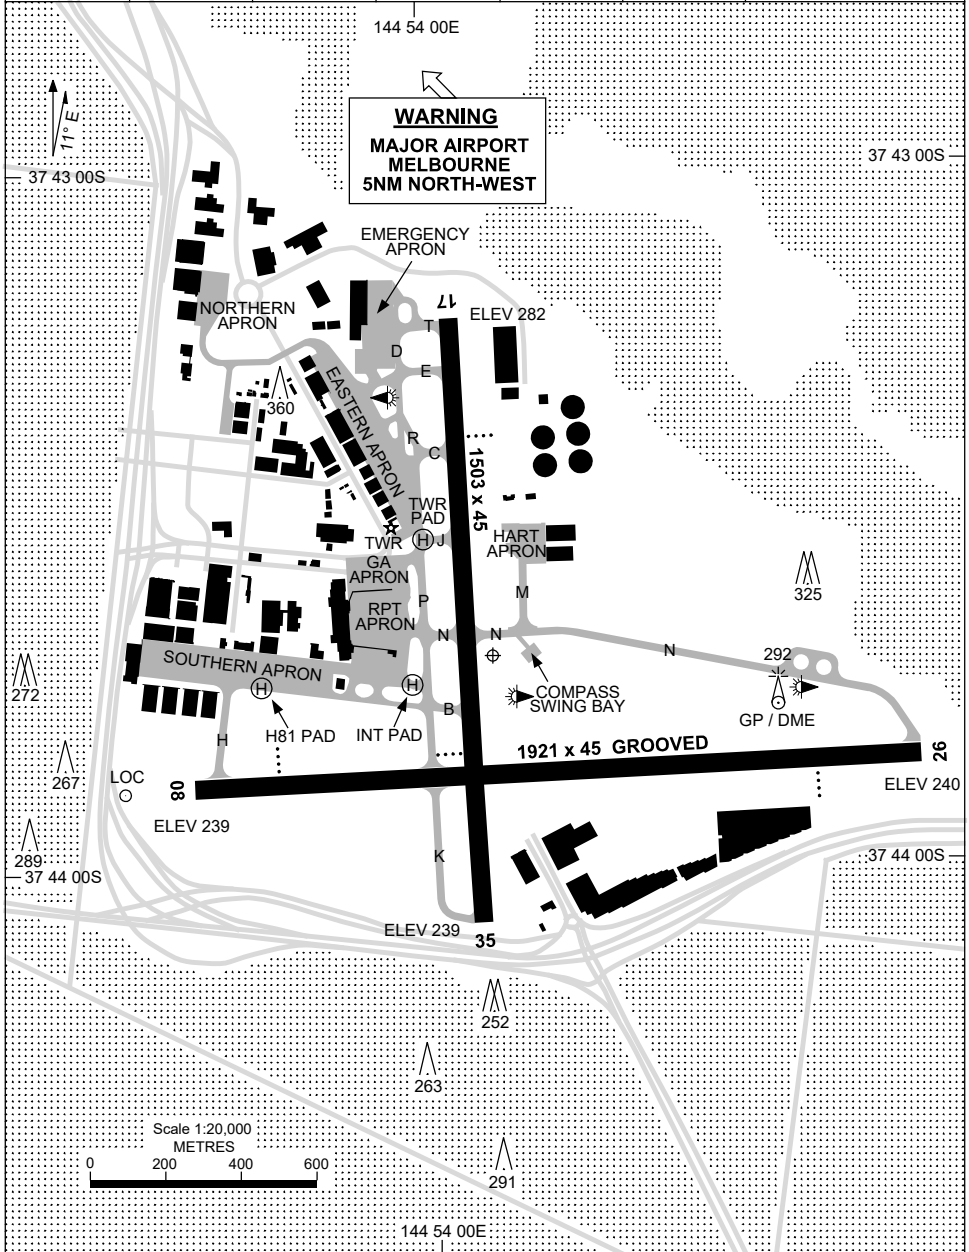 144 54 00E
WARNING
MAJOR AIRPORT
MELBOURNE
5NM NORTH-WEST
11° E
37 43 00S
37 43 00S
EMERGENCY
APRON
NORTHERN
APRON
17
ELEV 282
T
D
E
360
EASTERN APRON
R
C
1503 x 45
TWR
PAD
H
J
TWR
HART
APRON
GA
APRON
RPT
APRON
P
M
325
N
N
N
292
SOUTHERN APRON
272
H
H
COMPASS
SWING BAY
GP / DME
B
H
H81 PAD
INT PAD
1921 x 45 GROOVED
26
267
LOC
08
ELEV 240
ELEV 239
289
K
37 44 00S
37 44 00S
ELEV 239
35
252
263
Scale 1:20,000
METRES
0 200 400 600
291
144 54 00E